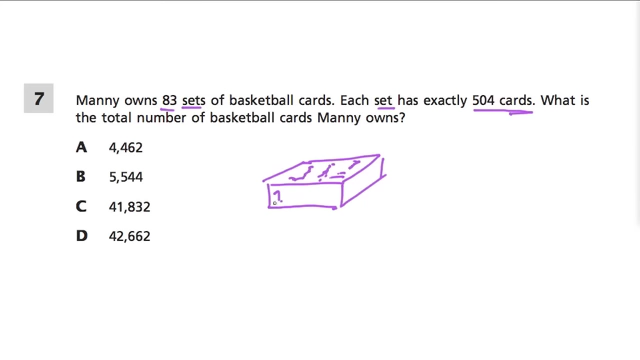 7 Manny owns 83 sets of basketball cards. Each set has exactly 504 cards. What is
the total number of basketball cards Manny owns?
A 4,462
B 5,544
C 41,832
D 42,662